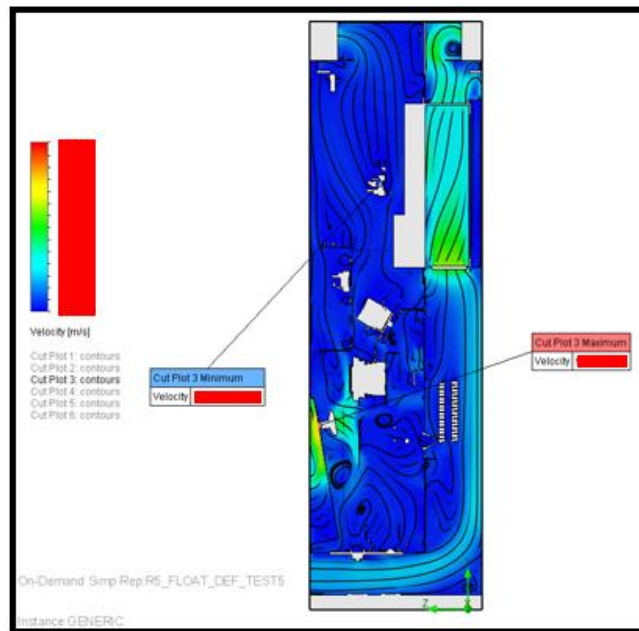 Velocity [m/s]
Cut Plot 1: contours
Cut Plot 2: contours
Cut Plot 3: contours
Cut Plot 4: contours
Cut Plot 5: contours
Cut Plot 6: contours
Cut Plot 3 Minimum
Velocity
Cut Plot 3 Maximum
Velocity
On-Demand Simp Rep:R5_FLOAT_DEF_TEST5
Instance:GENERIC
Z
X